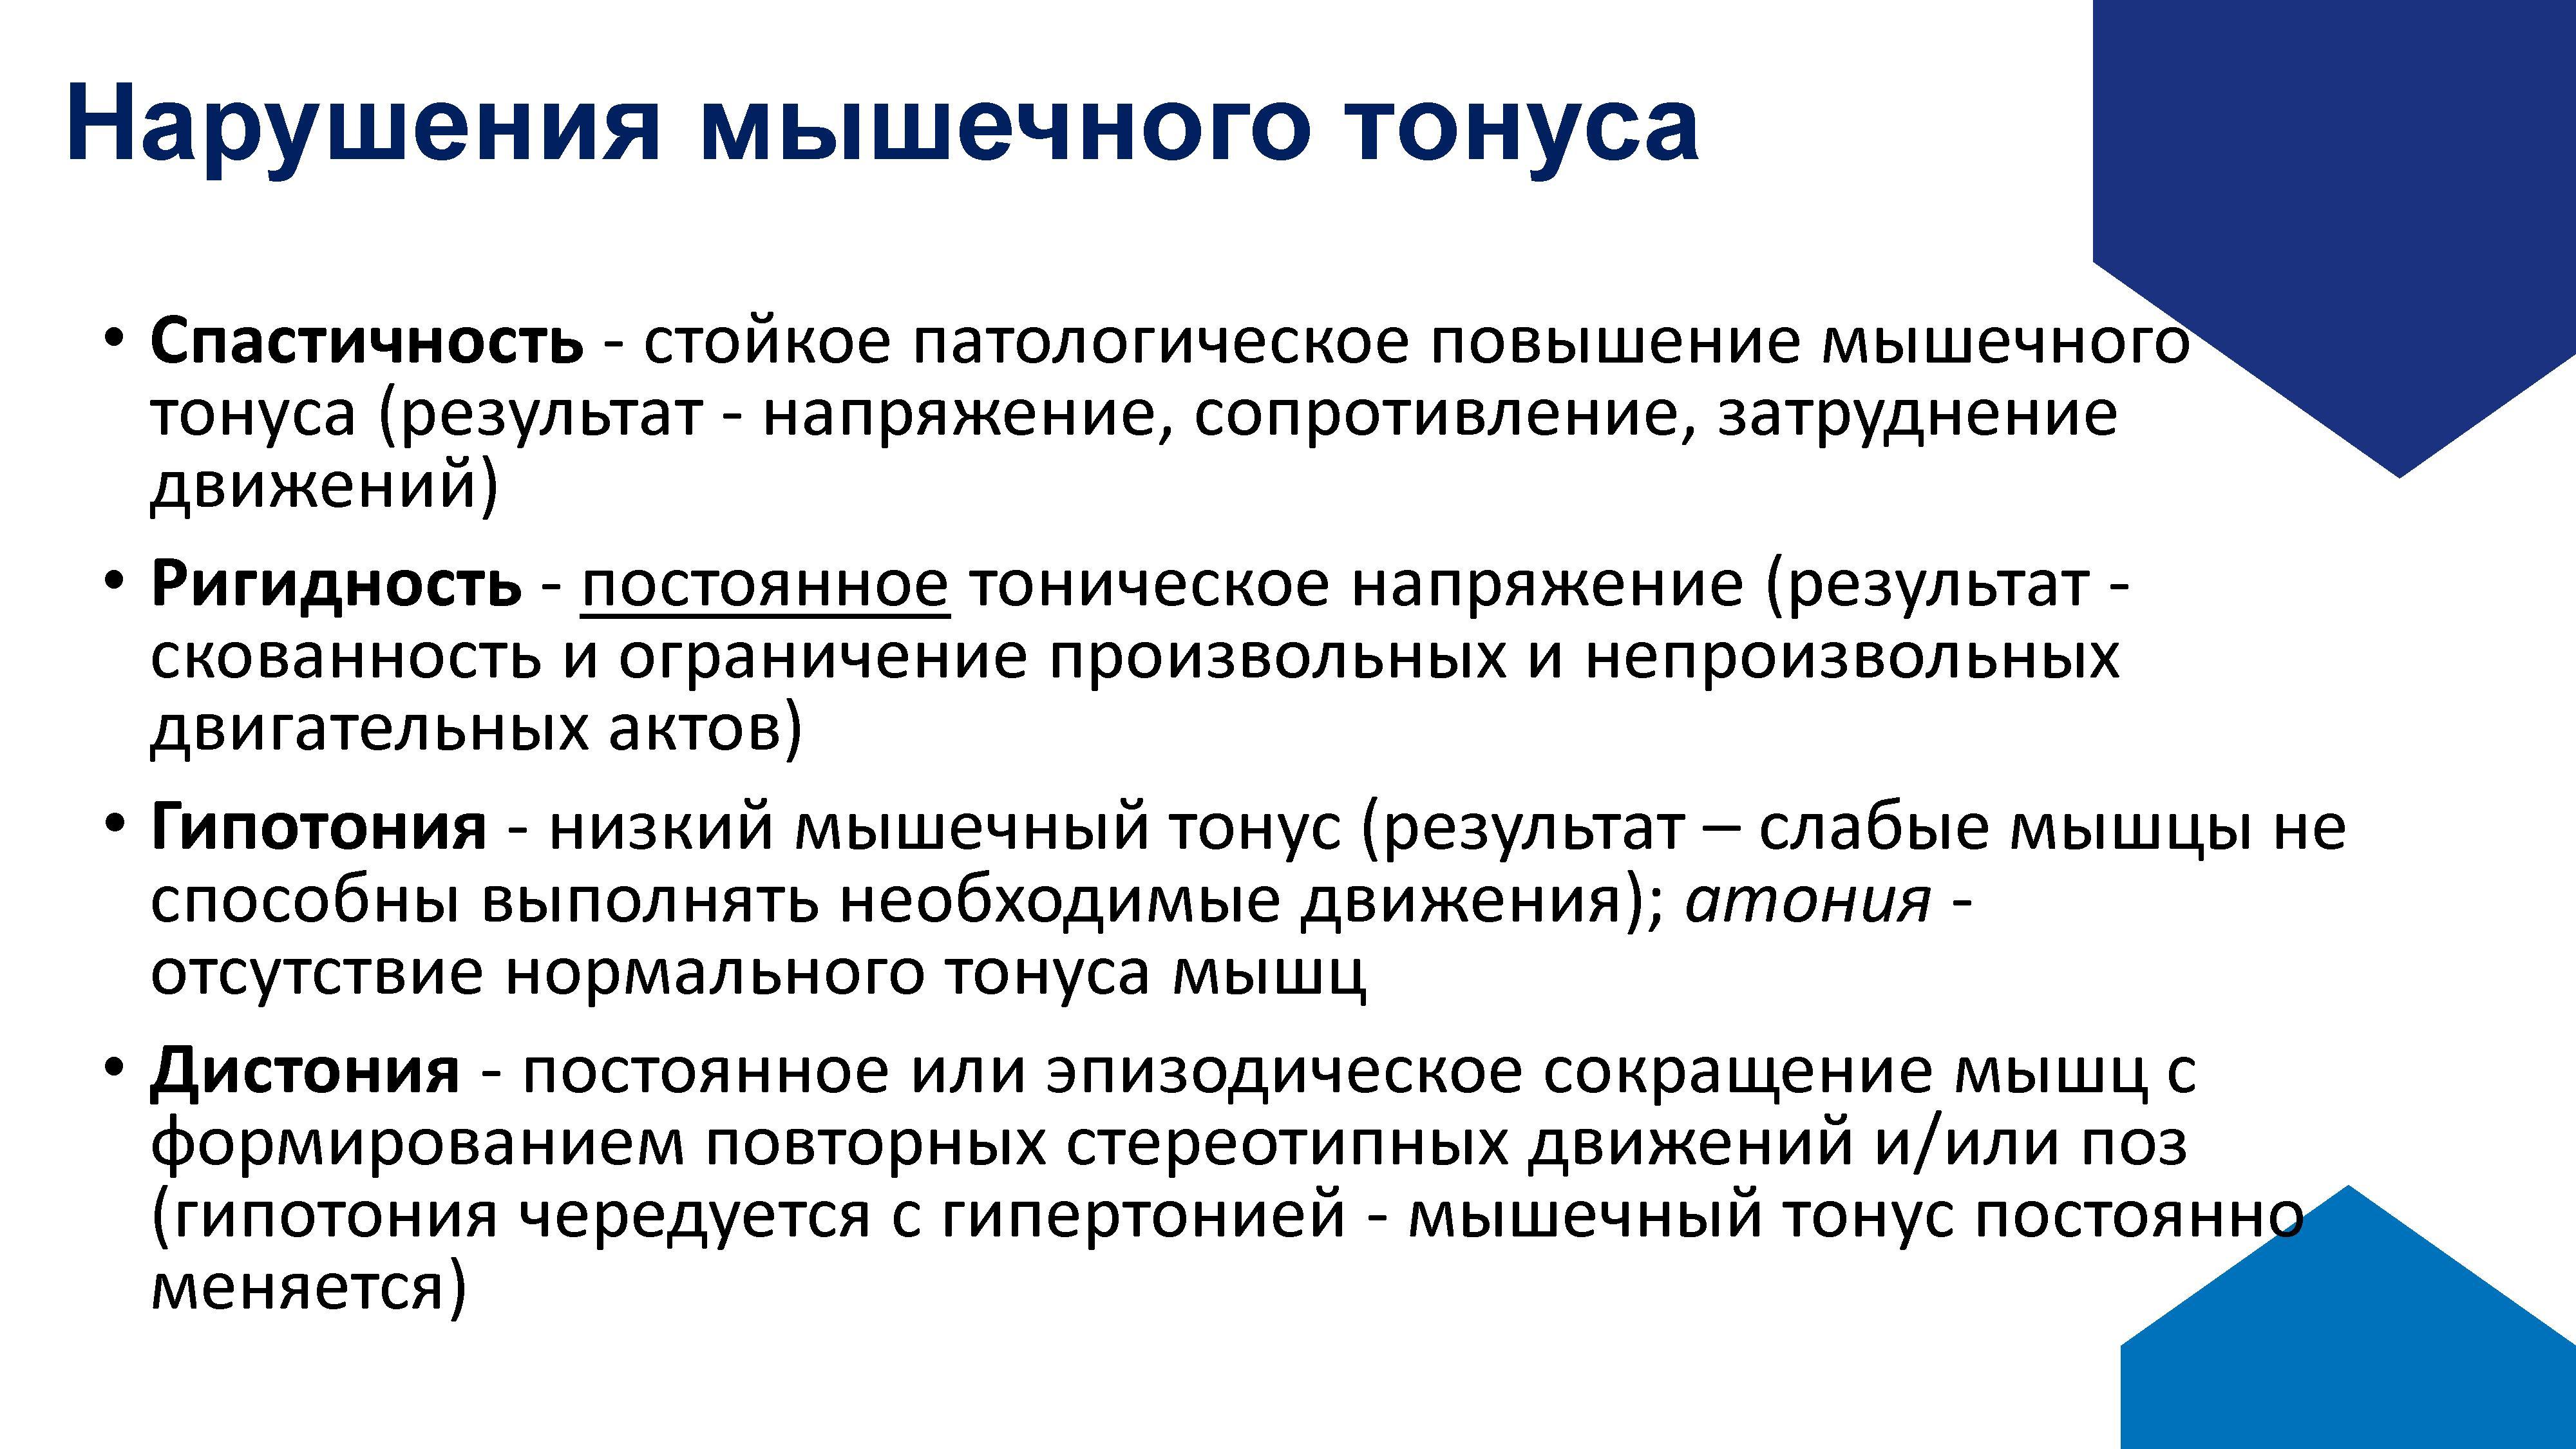 Нарушения мышечного тонуса
• Спастичность - стойкое патологическое повышение мышечного
тонуса (результат - напряжение, сопротивление, затруднение
движений)
• Ригидность - постоянное тоническое напряжение (результат -
скованность и ограничение произвольных и непроизвольных
двигательных актов)
• Гипотония - низкий мышечный тонус (результат – слабые мышцы не
способны выполнять необходимые движения); атония -
отсутствие нормального тонуса мышц
• Дистония - постоянное или эпизодическое сокращение мышц с
формированием повторных стереотипных движений и/или поз
(гипотония чередуется с гипертонией - мышечный тонус постоянно
меняется)